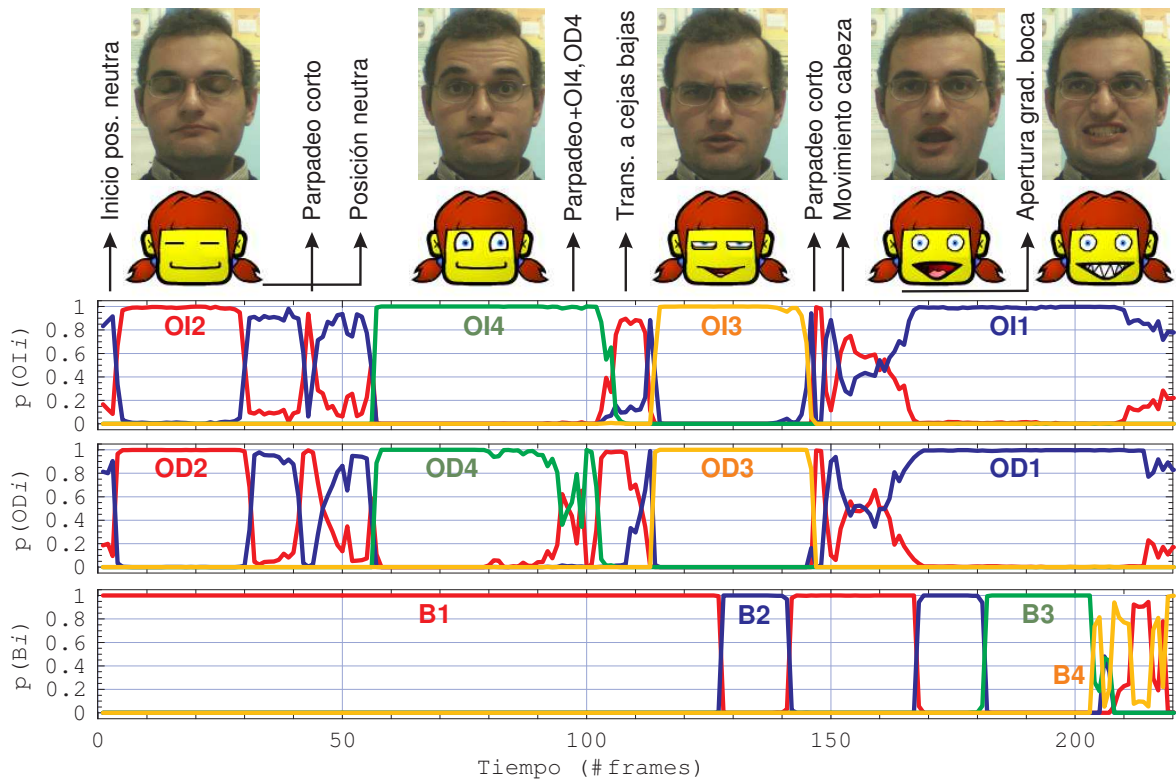 Inicio pos. neutra
Parpadeo corto
Posición neutra
Parpadeo+OI4,OD4
Trans. a cejas bajas
Parpadeo corto
Movimiento cabeza
Apertura grad. boca
p(OIi)
1
0.8
0.6
0.4
0.2
0
OI2
OI4
OI3
OI1
p(ODi)
1
0.8
0.6
0.4
0.2
0
OD2
OD4
OD3
OD1
p(Bi)
1
0.8
0.6
0.4
0.2
0
B1
B2
B3
B4
0 50 100 150 200
Tiempo (# frames)